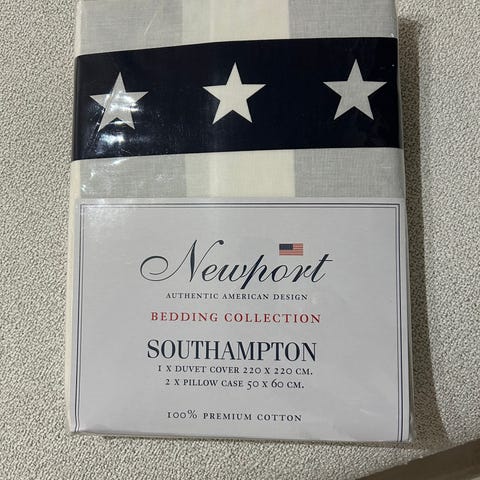 Newport
AUTHENTIC AMERICAN DESIGN
BEDDING COLLECTION
SOUTHAMPTON
1 X DUVET COVER 220 X 220 CM.
2 X PILLOW CASE 50 X 60 CM.
100% PREMIUM COTTON